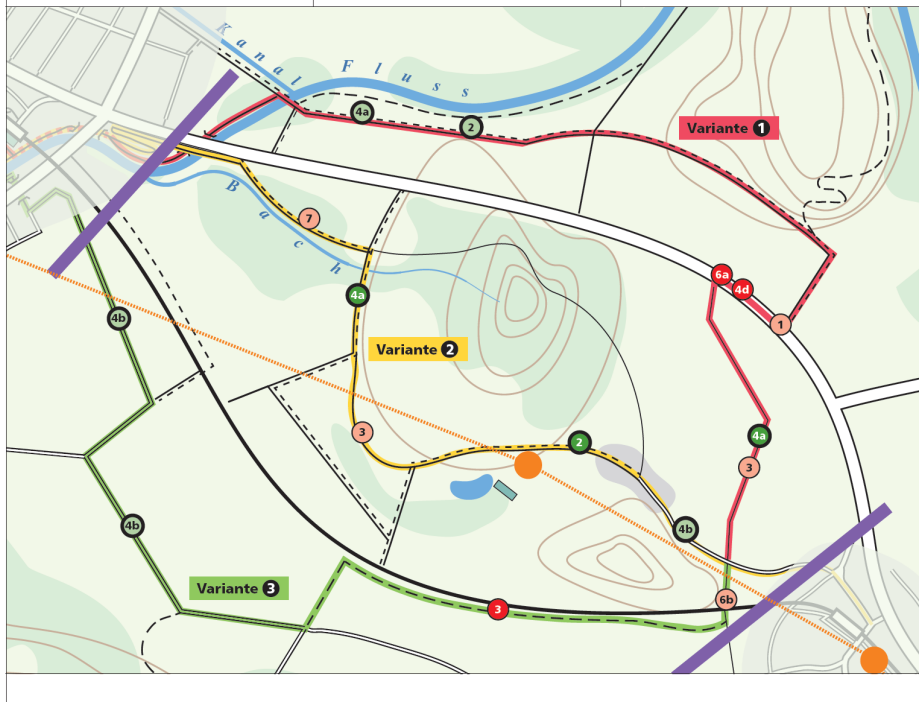 Kanal
Fluss
4a
2
Variante 1
7
Bach
6a
4d
1
4a
4b
Variante 2
3
2
4a
3
4b
4b
6b
Variante 3
3